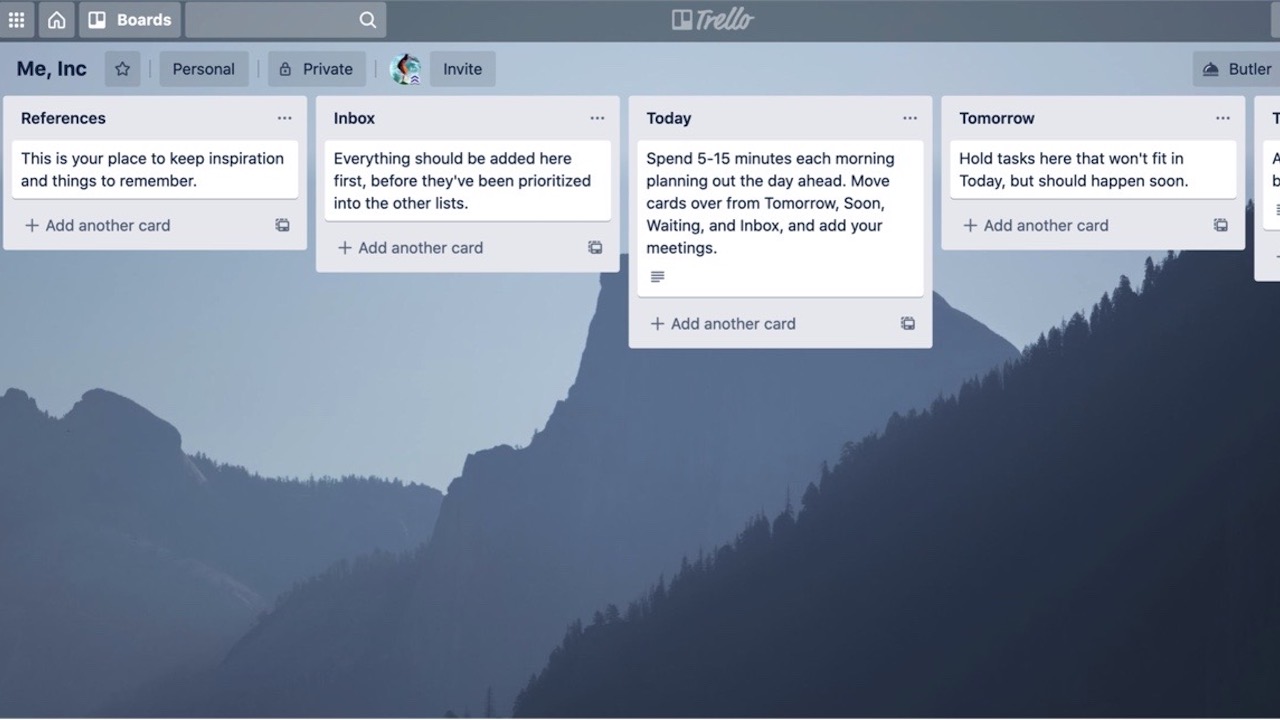 Boards
Trello
Me, Inc
Personal
Private
Invite
Butler
References
This is your place to keep inspiration
and things to remember.
+ Add another card
Inbox
Everything should be added here
first, before they've been prioritized
into the other lists.
+ Add another card
Today
Spend 5-15 minutes each morning
planning out the day ahead. Move
cards over from Tomorrow, Soon,
Waiting, and Inbox, and add your
meetings.
+ Add another card
Tomorrow
Hold tasks here that won't fit in
Today, but should happen soon.
+ Add another card